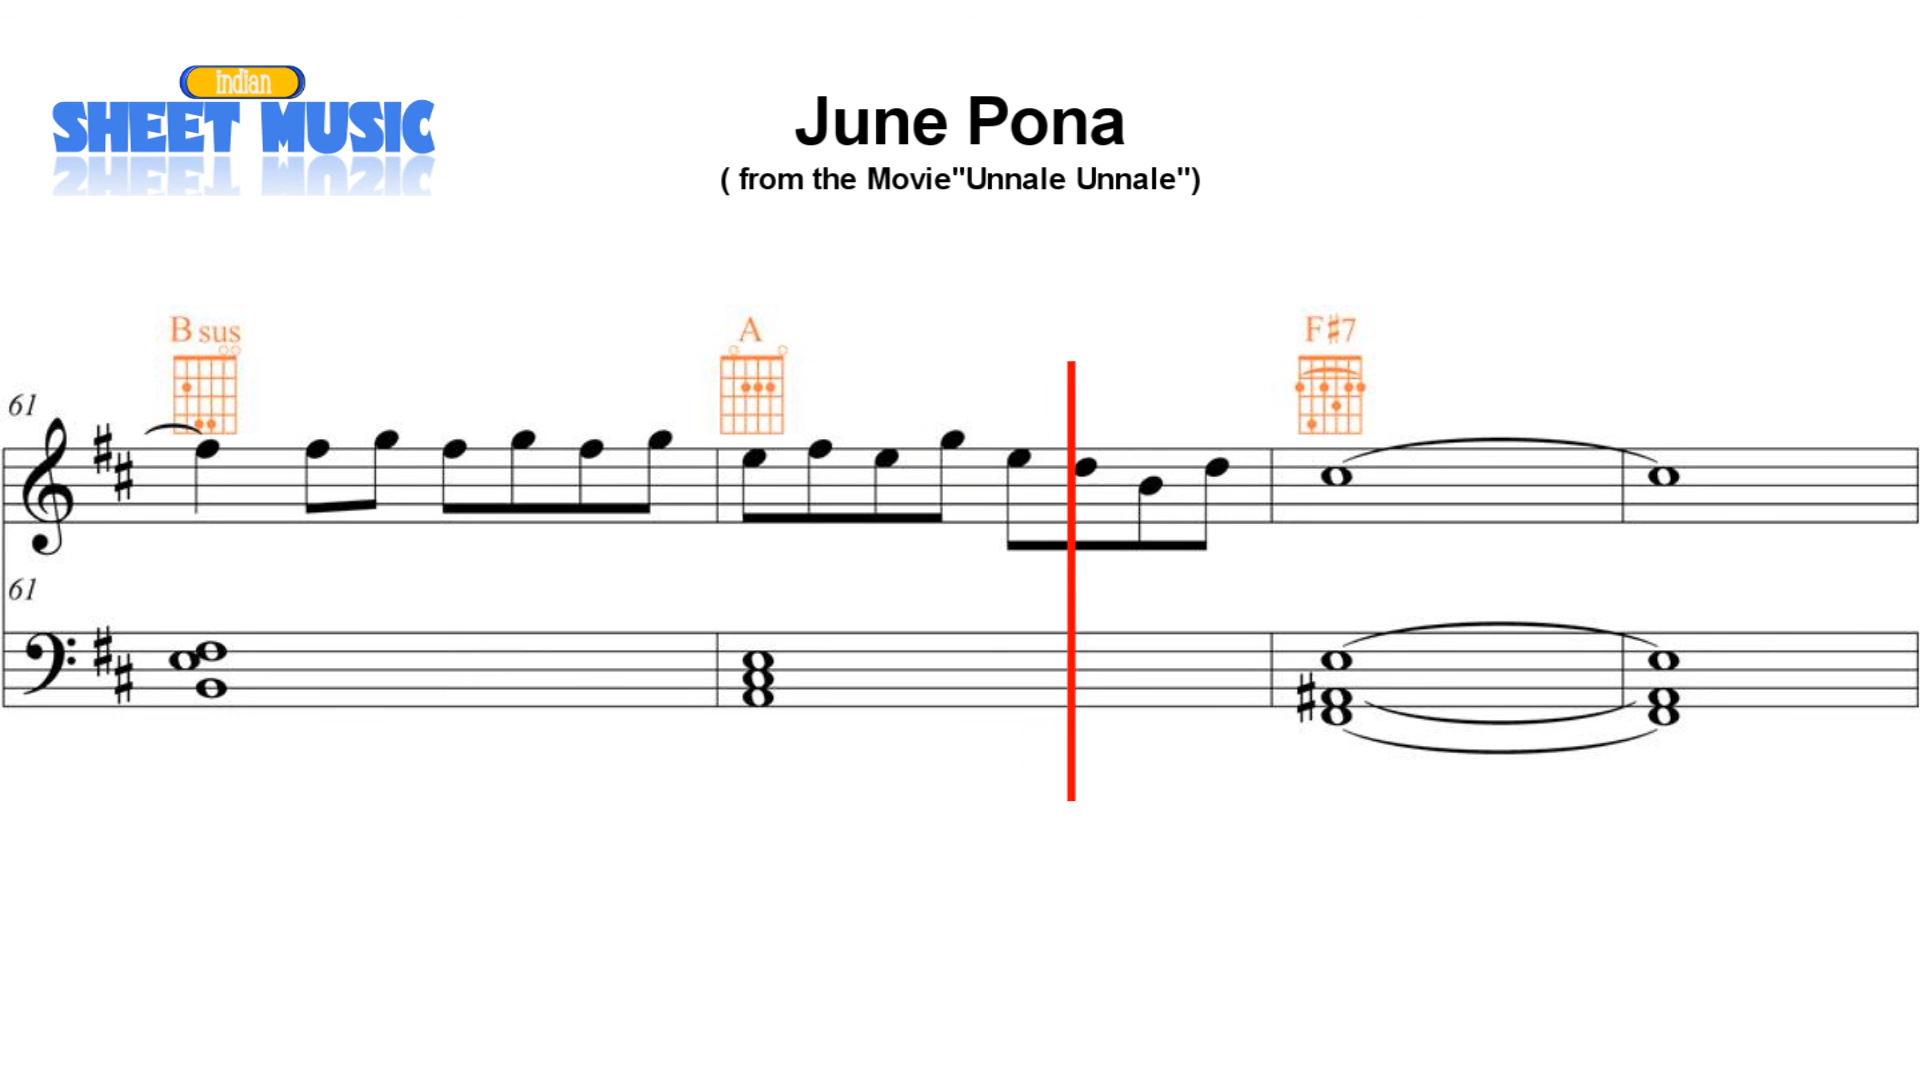 indian
SHEET MUSIC
June Pona
( from the Movie"Unnale Unnale")
B sus A F♯7
61
61